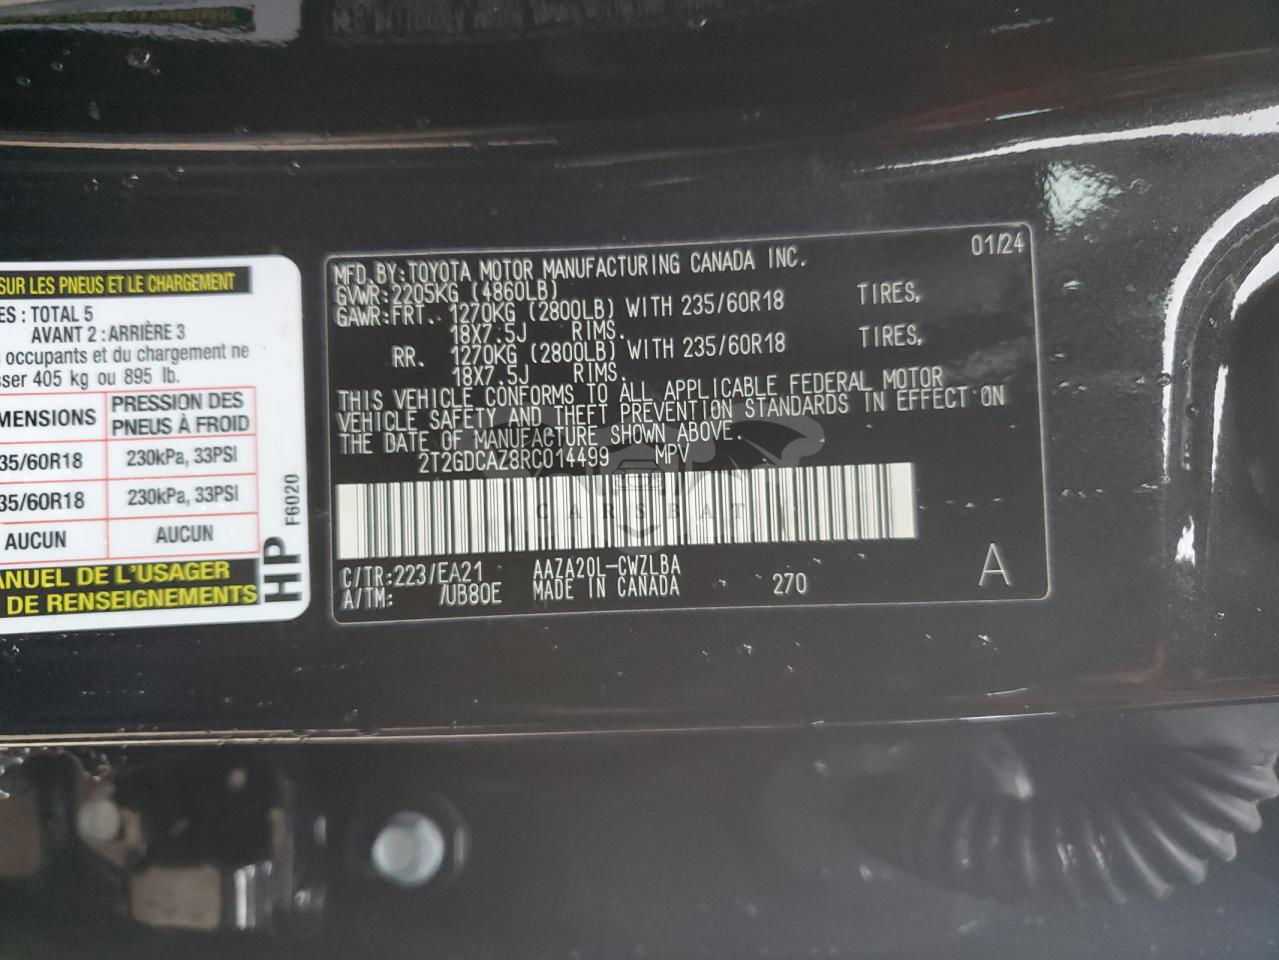 SUR LES PNEUS ET LE CHARGEMENT
ES : TOTAL 5
AVANT 2 : ARRIÈRE 3
s occupants et du chargement ne
sser 405 kg ou 895 lb.
MENSIONS PRESSION DES PNEUS À FROID
35/60R18 230kPa, 33PSI
35/60R18 230kPa, 33PSI
AUCUN AUCUN
ANUEL DE L'USAGER
DE RENSEIGNEMENTS
HP F6020
MFD.BY:TOYOTA MOTOR MANUFACTURING CANADA INC. 01/24
GVWR:2205KG (4860LB)
GAWR:FRT. 1270KG (2800LB) WITH 235/60R18 TIRES,
18X7.5J RIMS.
RR. 1270KG (2800LB) WITH 235/60R18 TIRES,
18X7.5J RIMS.
THIS VEHICLE CONFORMS TO ALL APPLICABLE FEDERAL MOTOR
VEHICLE SAFETY AND THEFT PREVENTION STANDARDS IN EFFECT ON
THE DATE OF MANUFACTURE SHOWN ABOVE.
2T2GDCAZ8RC014499 MPV
CARSBAT
C/TR:223/EA21 AAZA20L-CWZLBA
A/TM: /UB80E MADE IN CANADA 270 A